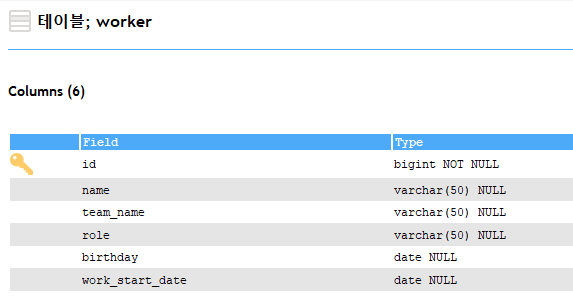 테이블; worker
Columns (6)
Field Type
id bigint NOT NULL
name varchar(50) NULL
team_name varchar(50) NULL
role varchar(50) NULL
birthday date NULL
work_start_date date NULL